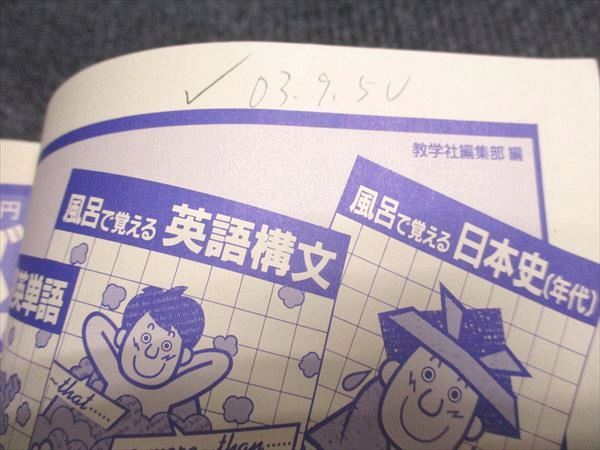 ✓ 03.9.5U
教学社編集部 編
円
風呂で覚える 英語構文
風呂で覚える 日本史(年代)
英単語
~that……
than……